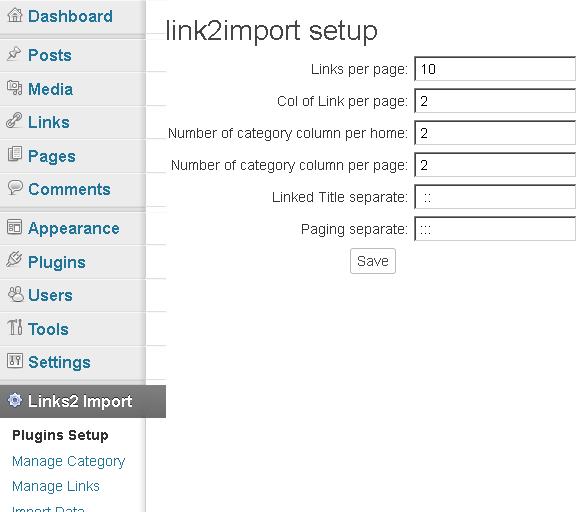 Dashboard
Posts
Media
Links
Pages
Comments
Appearance
Plugins
Users
Tools
Settings
Links2 Import
Plugins Setup
Manage Category
Manage Links
Import Data
link2import setup
Links per page: 10
Col of Link per page: 2
Number of category column per home: 2
Number of category column per page: 2
Linked Title separate: ::
Paging separate: :::
Save